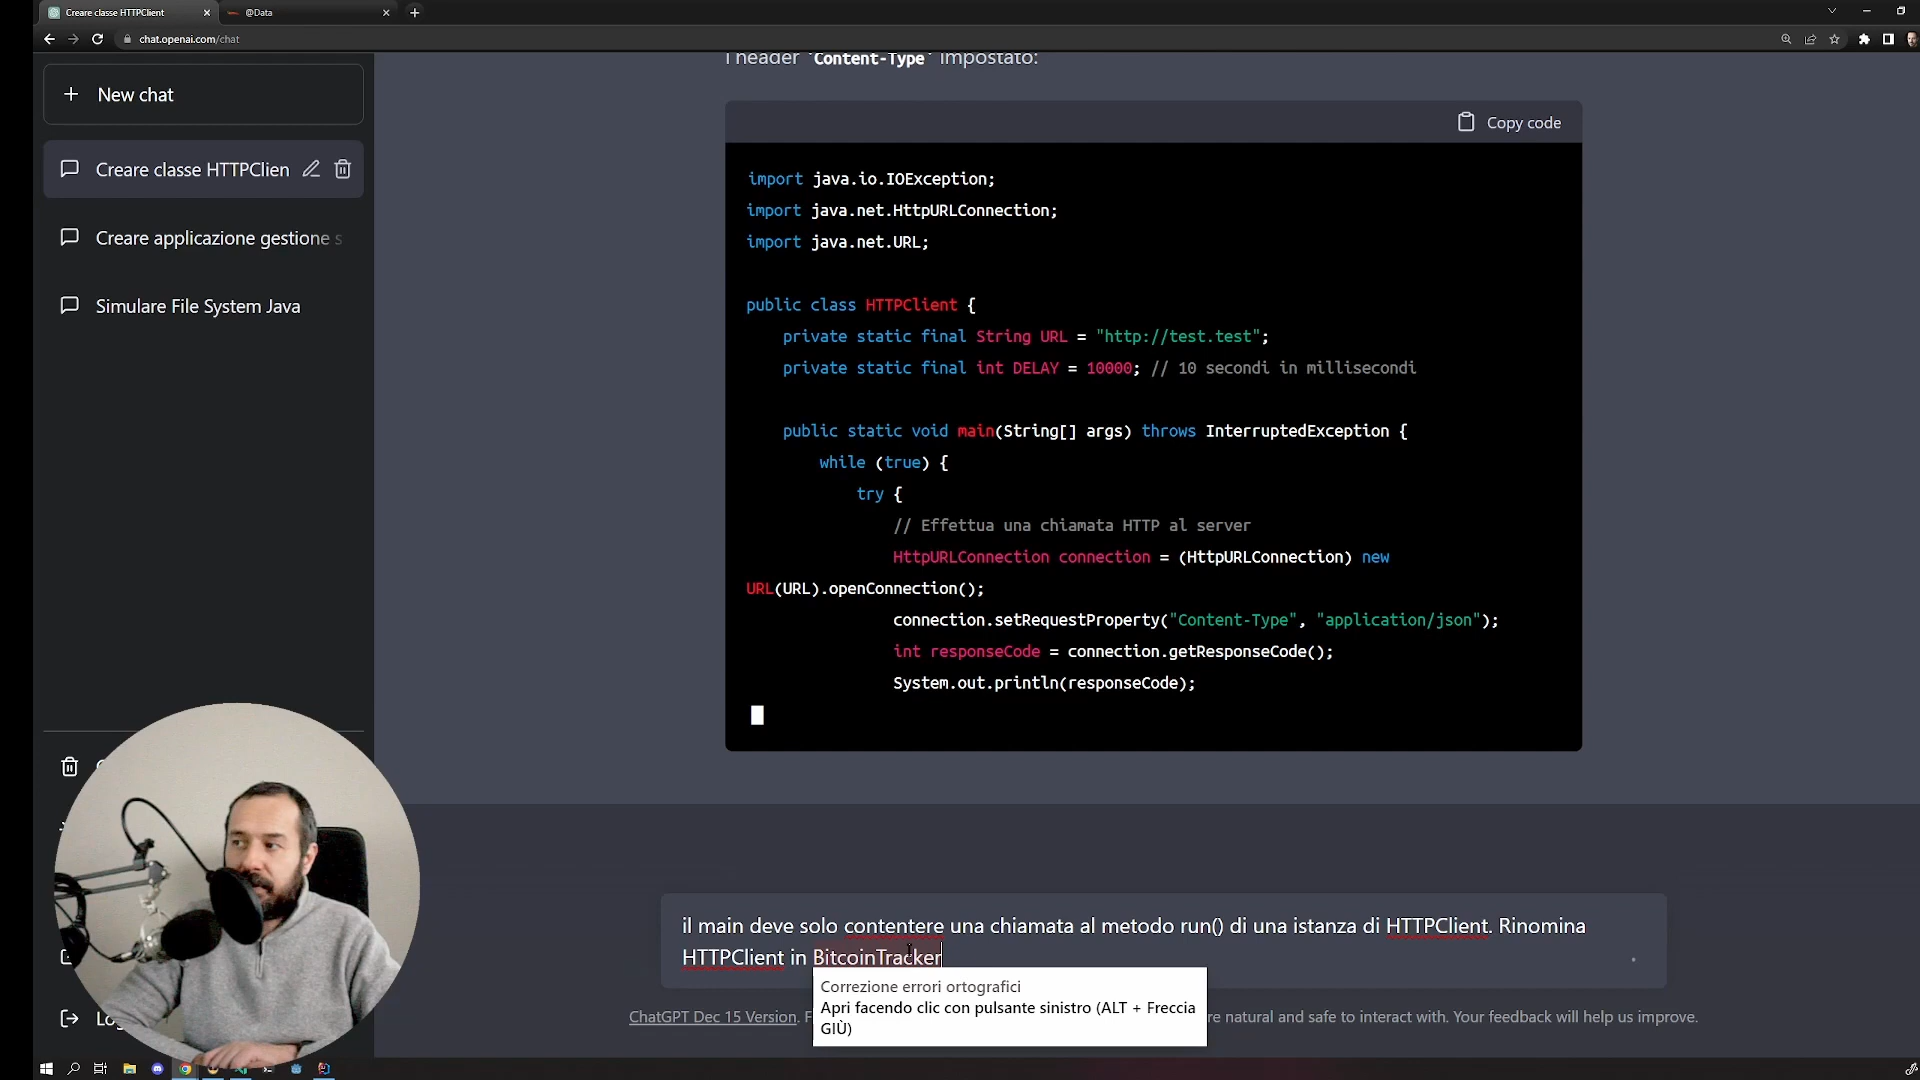 Creare classe HTTPClient
@Data
chat.openai.com/chat
New chat
Creare classe HTTPClien
Creare applicazione gestione s
Simulare File System Java
l'header `Content-Type` impostato:
Copy code
import java.io.IOException;
import java.net.HttpURLConnection;
import java.net.URL;
public class HTTPClient {
private static final String URL = "http://test.test";
private static final int DELAY = 10000; // 10 secondi in millisecondi
public static void main(String[] args) throws InterruptedException {
while (true) {
try {
// Effettua una chiamata HTTP al server
HttpURLConnection connection = (HttpURLConnection) new
URL(URL).openConnection();
connection.setRequestProperty("Content-Type", "application/json");
int responseCode = connection.getResponseCode();
System.out.println(responseCode);
il main deve solo contentere una chiamata al metodo run() di una istanza di HTTPClient. Rinomina
HTTPClient in BitcoinTracker
Correzione errori ortografici
Apri facendo clic con pulsante sinistro (ALT + Freccia
GIÙ)
ChatGPT Dec 15 Version. F
re natural and safe to interact with. Your feedback will help us improve.